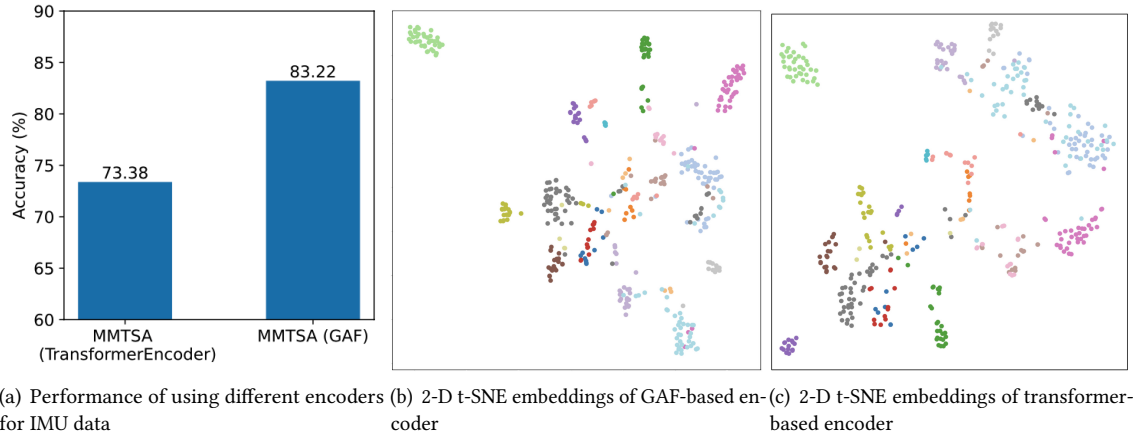 90
85
80
75
70
65
60
Accuracy (%)
73.38
83.22
MMTSA
(TransformerEncoder)
MMTSA (GAF)
(a) Performance of using different encoders
for IMU data
(b) 2-D t-SNE embeddings of GAF-based en-
coder
(c) 2-D t-SNE embeddings of transformer-
based encoder